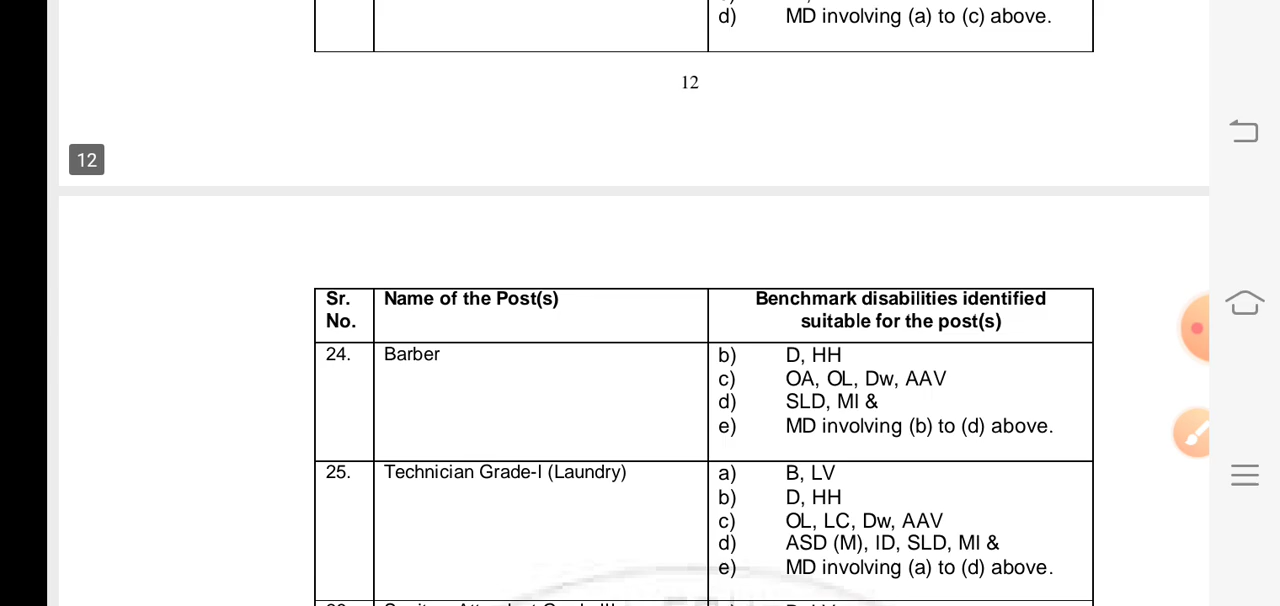 d) MD involving (a) to (c) above.
12
12
Sr. No. Name of the Post(s) Benchmark disabilities identified suitable for the post(s)
24. Barber b) D, HH
c) OA, OL, Dw, AAV
d) SLD, MI &
e) MD involving (b) to (d) above.
25. Technician Grade-I (Laundry) a) B, LV
b) D, HH
c) OL, LC, Dw, AAV
d) ASD (M), ID, SLD, MI &
e) MD involving (a) to (d) above.